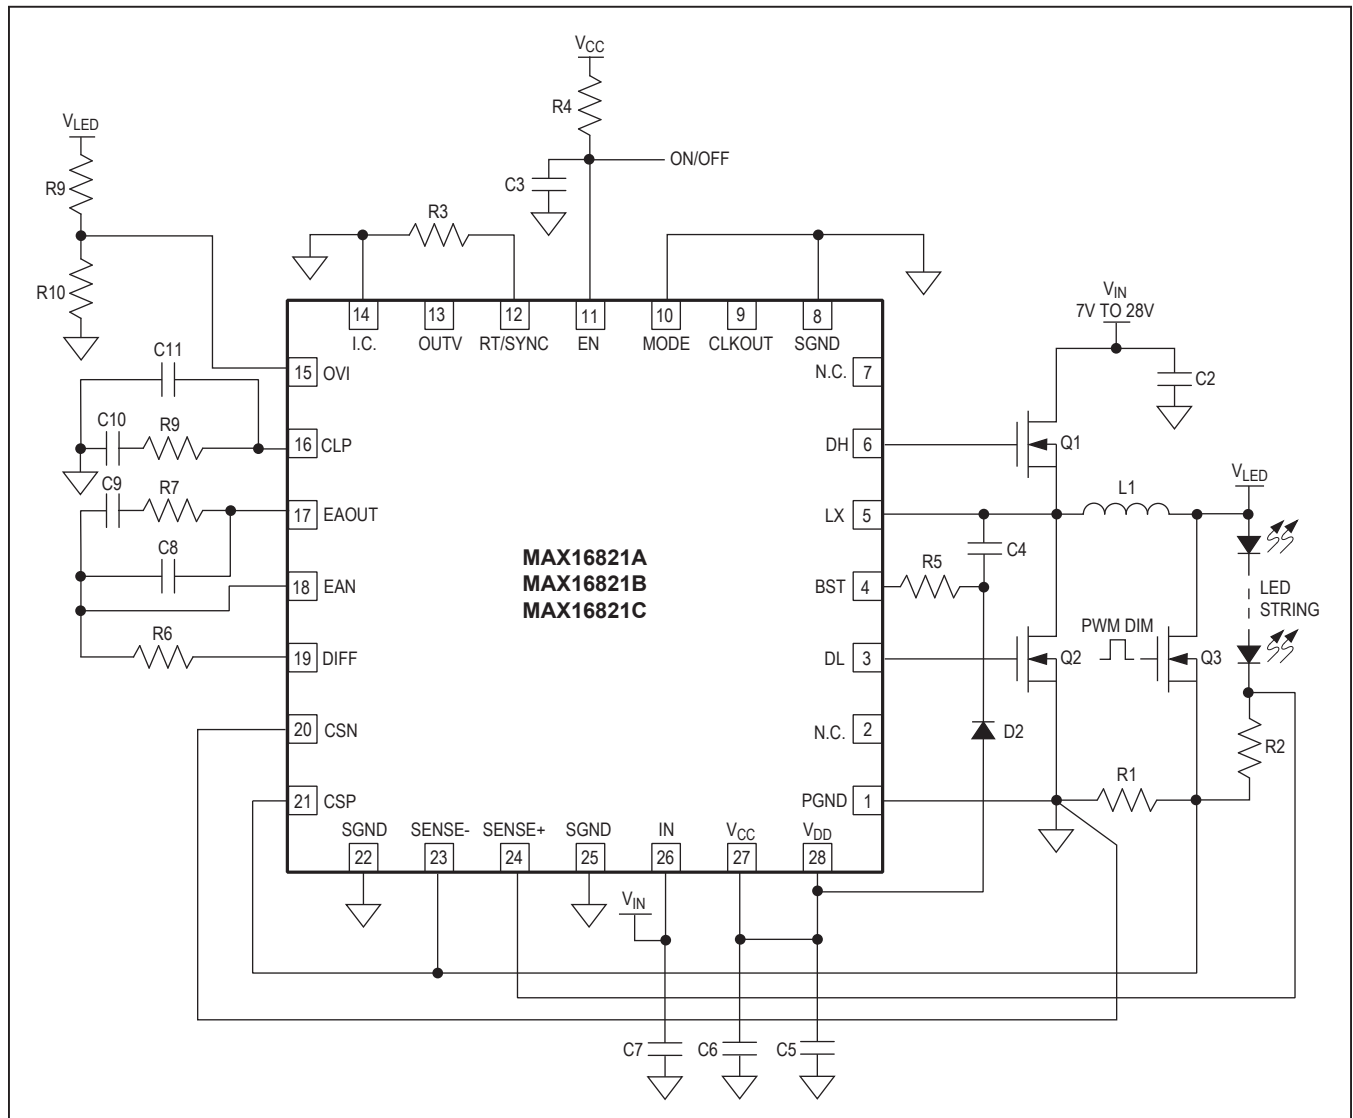 VCC
R4
VLED
ON/OFF
C3
R9
R3
R10
VIN
7V TO 28V
14
13
12
11
10
9
8
I.C.
OUTV
RT/SYNC
EN
MODE
CLKOUT
SGND
C11
15
OVI
N.C.
7
C2
C10
R9
16
CLP
DH
6
Q1
C9
R7
VLED
L1
17
EAOUT
LX
5
C8
C4
MAX16821A
MAX16821B
MAX16821C
R5
18
EAN
BST
4
LED
STRING
R6
PWM DIM
19
DIFF
DL
3
Q2
Q3
20
CSN
N.C.
2
D2
R2
R1
21
CSP
PGND
1
SGND
SENSE-
SENSE+
SGND
IN
VCC
VDD
22
23
24
25
26
27
28
VIN
C7
C6
C5